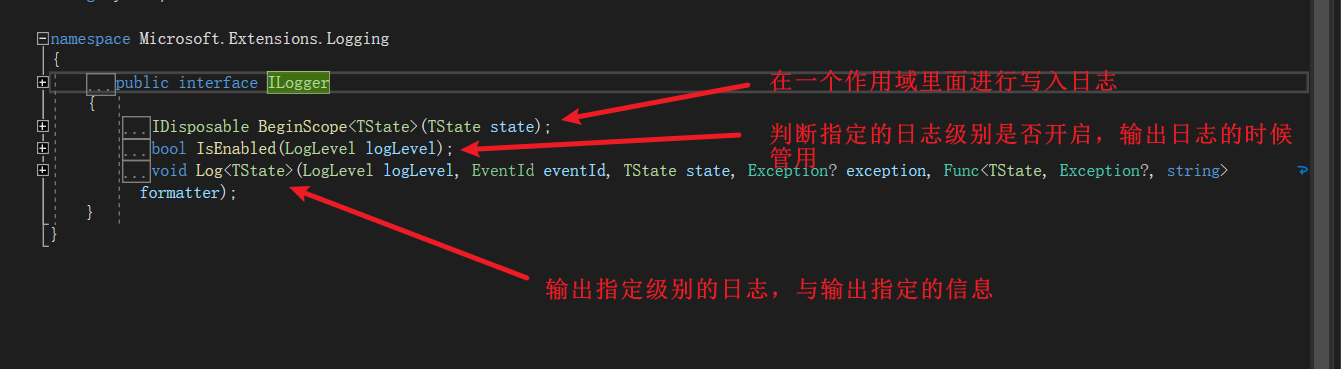 namespace Microsoft.Extensions.Logging
{
...public interface ILogger
在一个作用域里面进行写入日志
{
...IDisposable BeginScope<TState>(TState state);
判断指定的日志级别是否开启，输出日志的时候
管用
...bool IsEnabled(LogLevel logLevel);
...void Log<TState>(LogLevel logLevel, EventId eventId, TState state, Exception? exception, Func<TState, Exception?, string>
formatter);
}
}
输出指定级别的日志，与输出指定的信息